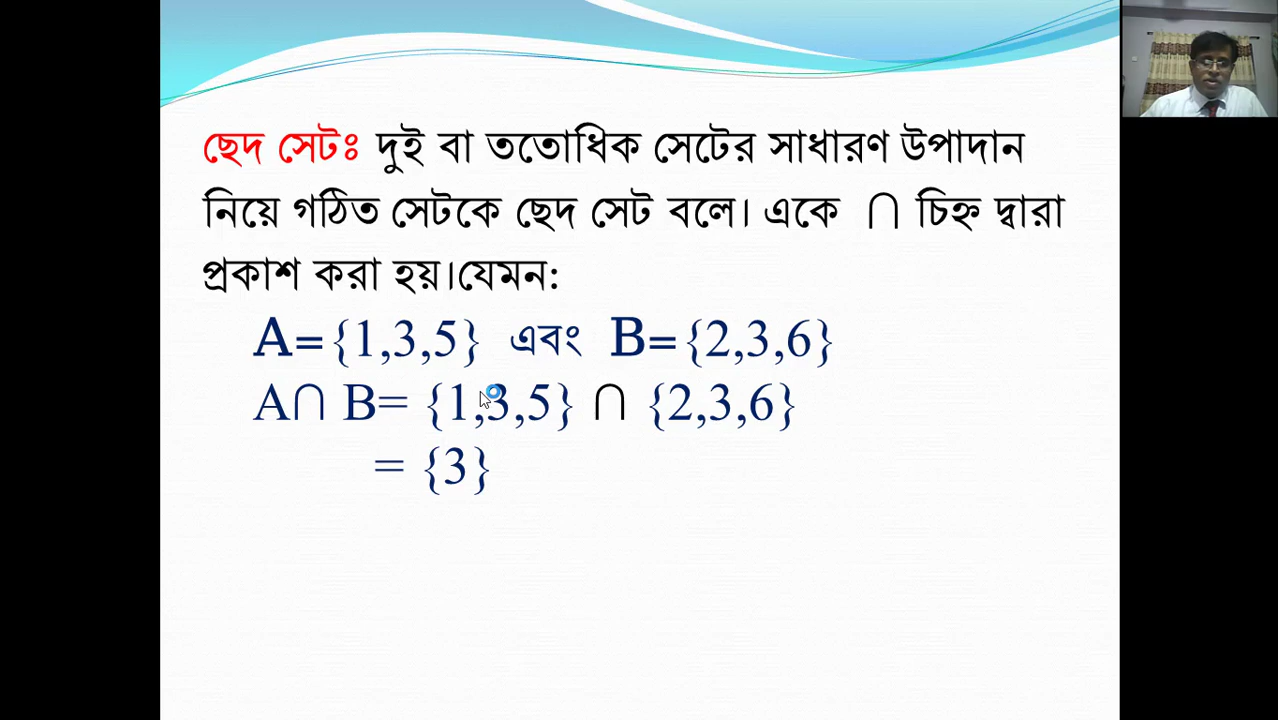 ছেদ সেটঃ দুই বা ততোধিক সেটের সাধারণ উপাদান
নিয়ে গঠিত সেটকে ছেদ সেট বলে। একে ∩ চিহ্ন দ্বারা
প্রকাশ করা হয়।যেমন:
A={1,3,5} এবং B={2,3,6}
A∩ B= {1,3,5} ∩ {2,3,6}
= {3}